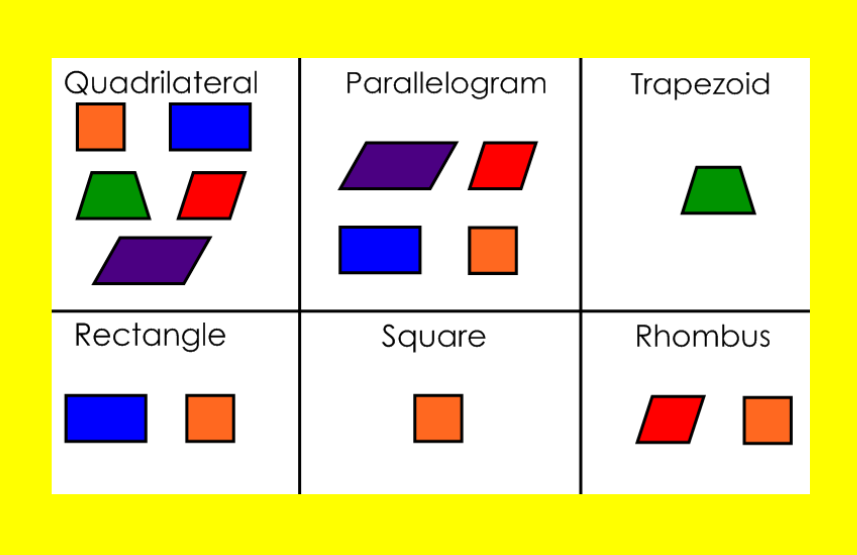 Quadrilateral
Parallelogram
Trapezoid
Rectangle
Square
Rhombus